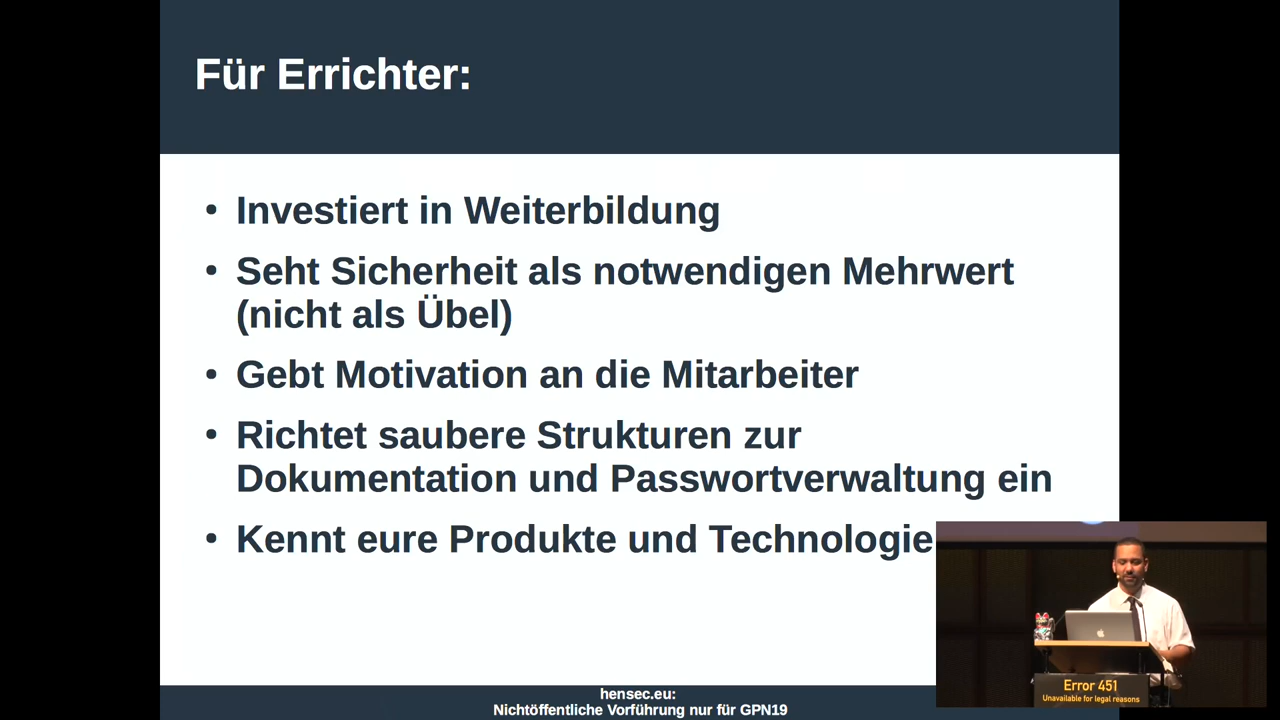 Für Errichter:
• Investiert in Weiterbildung
• Seht Sicherheit als notwendigen Mehrwert
(nicht als Übel)
• Gebt Motivation an die Mitarbeiter
• Richtet saubere Strukturen zur
Dokumentation und Passwortverwaltung ein
• Kennt eure Produkte und Technologie
Error 451
Unavailable for legal reasons
hensec.eu:
Nichtöffentliche Vorführung nur für GPN19